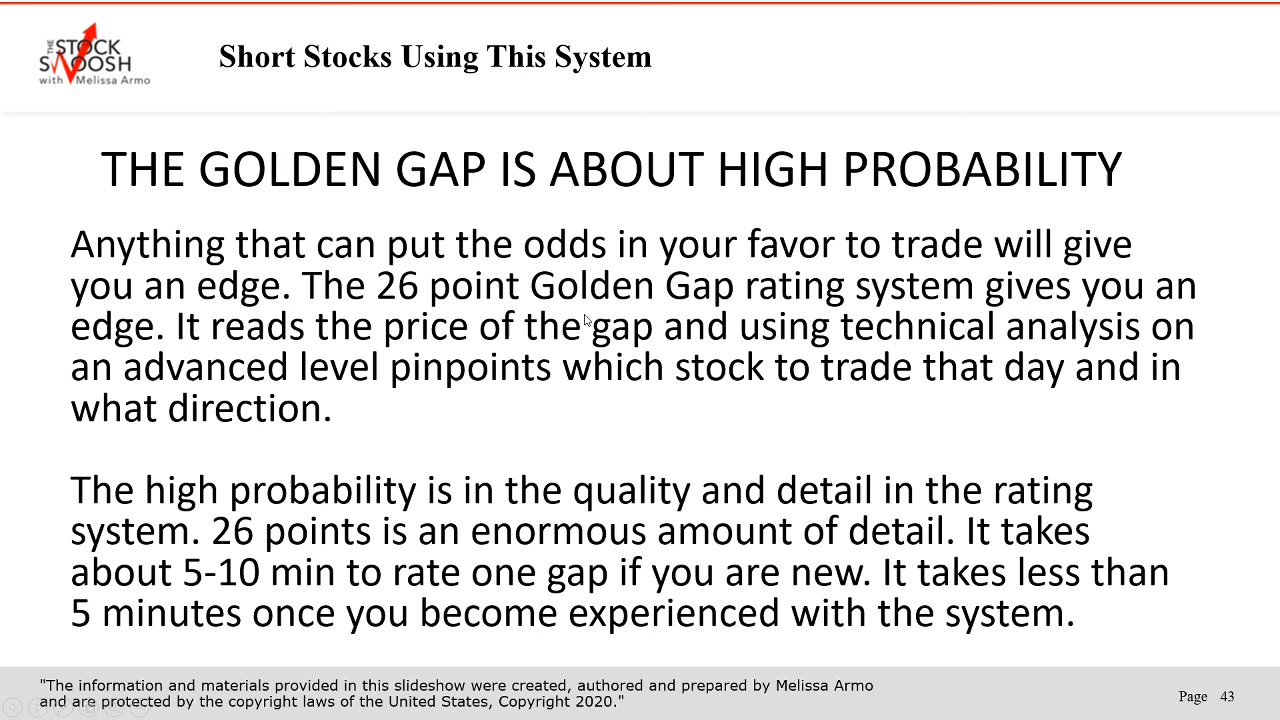 THE
STOCK
SWOOSH
with Melissa Armo
Short Stocks Using This System
THE GOLDEN GAP IS ABOUT HIGH PROBABILITY
Anything that can put the odds in your favor to trade will give
you an edge. The 26 point Golden Gap rating system gives you an
edge. It reads the price of the gap and using technical analysis on
an advanced level pinpoints which stock to trade that day and in
what direction.
The high probability is in the quality and detail in the rating
system. 26 points is an enormous amount of detail. It takes
about 5-10 min to rate one gap if you are new. It takes less than
5 minutes once you become experienced with the system.
"The information and materials provided in this slideshow were created, authored and prepared by Melissa Armo
and are protected by the copyright laws of the United States, Copyright 2020."
Page 43